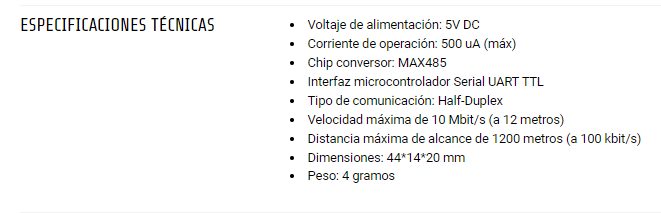 ESPECIFICACIONES TÉCNICAS
• Voltaje de alimentación: 5V DC
• Corriente de operación: 500 uA (máx)
• Chip conversor: MAX485
• Interfaz microcontrolador Serial UART TTL
• Tipo de comunicación: Half-Duplex
• Velocidad máxima de 10 Mbit/s (a 12 metros)
• Distancia máxima de alcance de 1200 metros (a 100 kbit/s)
• Dimensiones: 44*14*20 mm
• Peso: 4 gramos